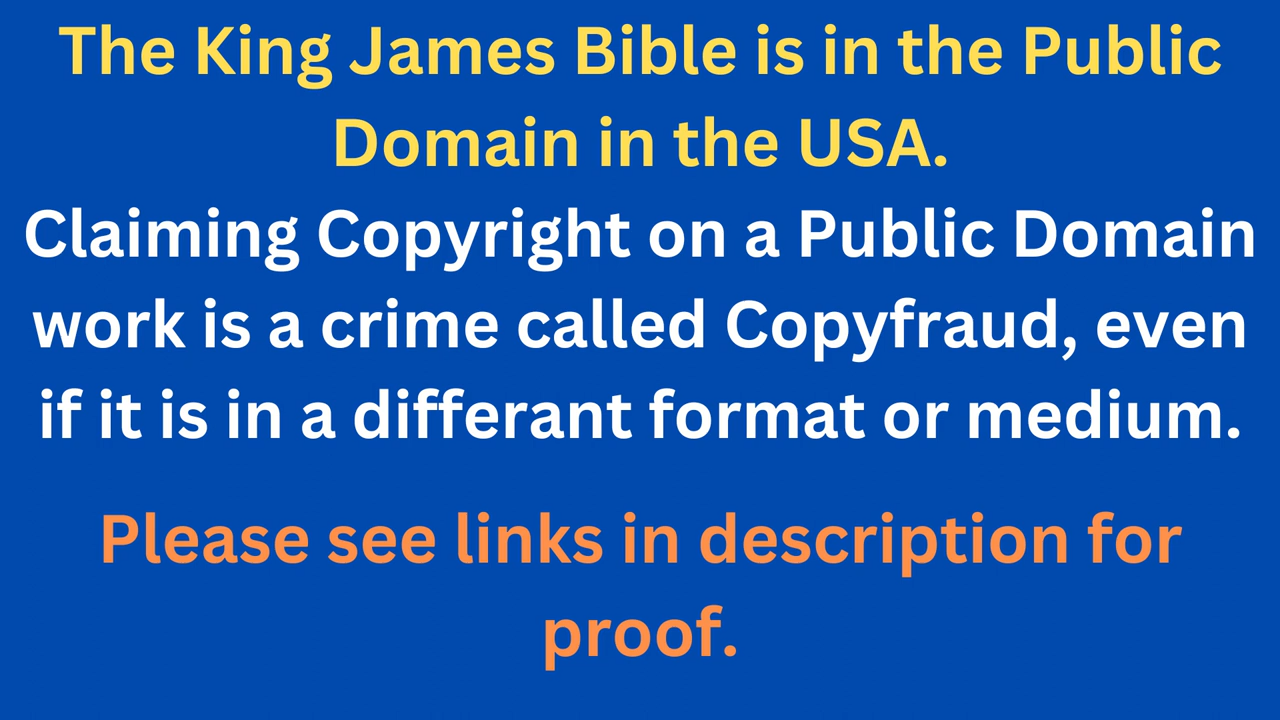 The King James Bible is in the Public
Domain in the USA.
Claiming Copyright on a Public Domain
work is a crime called Copyfraud, even
if it is in a differant format or medium.
Please see links in description for
proof.